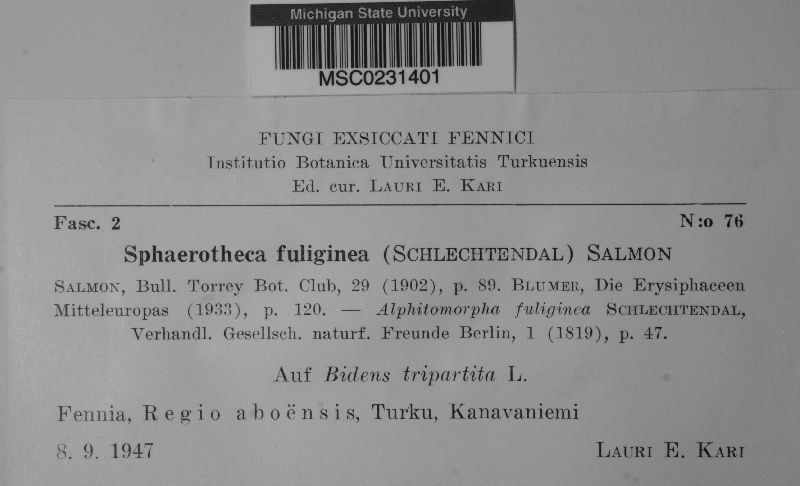 Michigan State University
MSC0231401
FUNGI EXSICCATI FENNICI
Institutio Botanica Universitatis Turkuensis
Ed. cur. LAURI E. KARI
Fasc. 2 N:o 76
Sphaerotheca fuliginea (SCHLECHTENDAL) SALMON
SALMON, Bull. Torrey Bot. Club, 29 (1902), p. 89. BLUMER, Die Erysiphaceen
Mitteleuropas (1933), p. 120. — Alphitomorpha fuliginea SCHLECHTENDAL,
Verhandl. Gesellsch. naturf. Freunde Berlin, 1 (1819), p. 47.
Auf Bidens tripartita L.
Fennia, Regio aboënsis, Turku, Kanavaniemi
8. 9. 1947 LAURI E. KARI